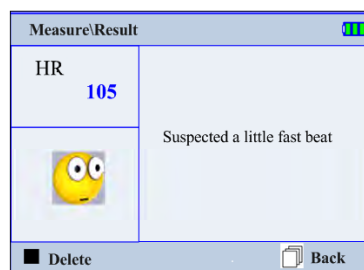 Measure\Result
HR
105
Suspected a little fast beat
Delete
Back